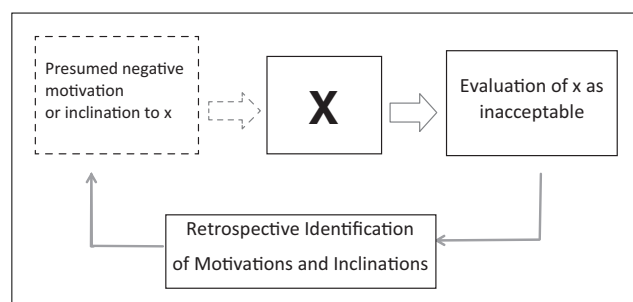 Presumed negative
motivation
or inclination to x
X
Evaluation of x as
inacceptable
Retrospective Identification
of Motivations and Inclinations